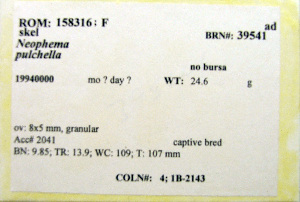 ROM: 158316: F ad
skel BRN#: 39541
Neophema
pulchella
no bursa
19940000 mo ? day ? WT: 24.6 g
ov: 8x5 mm, granular
Acc# 2041 captive bred
BN: 9.85; TR: 13.9; WC: 109; T: 107 mm
COLN#: 4; 1B-2143